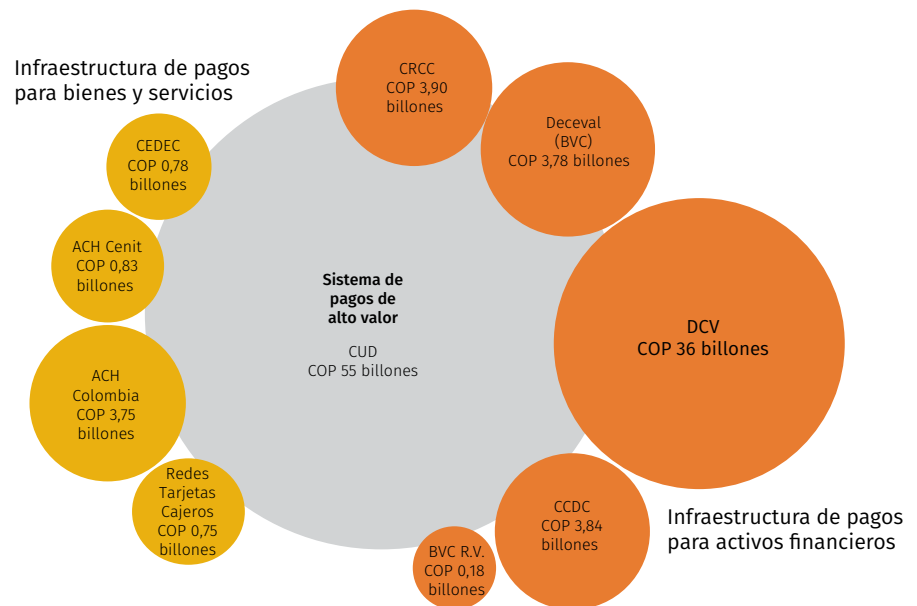 Infraestructura de pagos
para bienes y servicios
CRCC
COP 3,90
billones
Deceval
(BVC)
COP 3,78 billones
CEDEC
COP 0,78
billones
ACH Cenit
COP 0,83
billones
Sistema de
pagos de
alto valor
CUD
COP 55 billones
DCV
COP 36 billones
ACH
Colombia
COP 3,75
billones
Redes
Tarjetas
Cajeros
COP 0,75
billones
BVC R.V.
COP 0,18
billones
CCDC
COP 3,84
billones
Infraestructura de pagos
para activos financieros